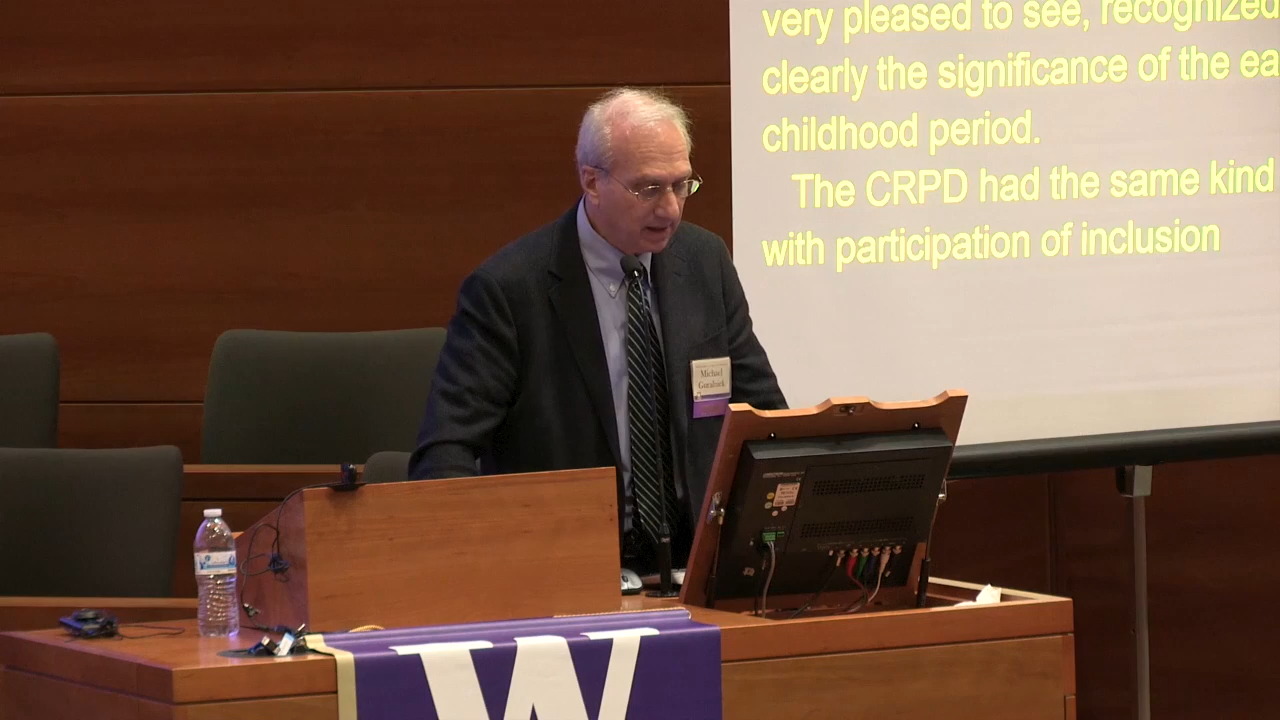 very pleased to see, recognized
clearly the significance of the ea
childhood period.
The CRPD had the same kind
with participation of inclusion
Michael
Guralnick
W